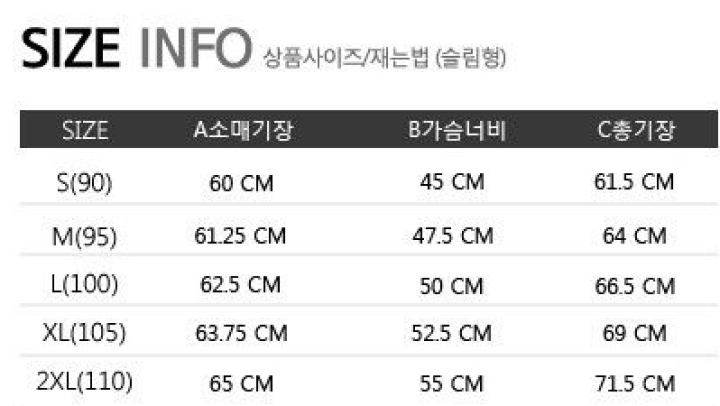 SIZE INFO 상품사이즈/재는법 (슬림형)
SIZE A소매기장 B가슴너비 C총기장
S(90) 60 CM 45 CM 61.5 CM
M(95) 61.25 CM 47.5 CM 64 CM
L(100) 62.5 CM 50 CM 66.5 CM
XL(105) 63.75 CM 52.5 CM 69 CM
2XL(110) 65 CM 55 CM 71.5 CM